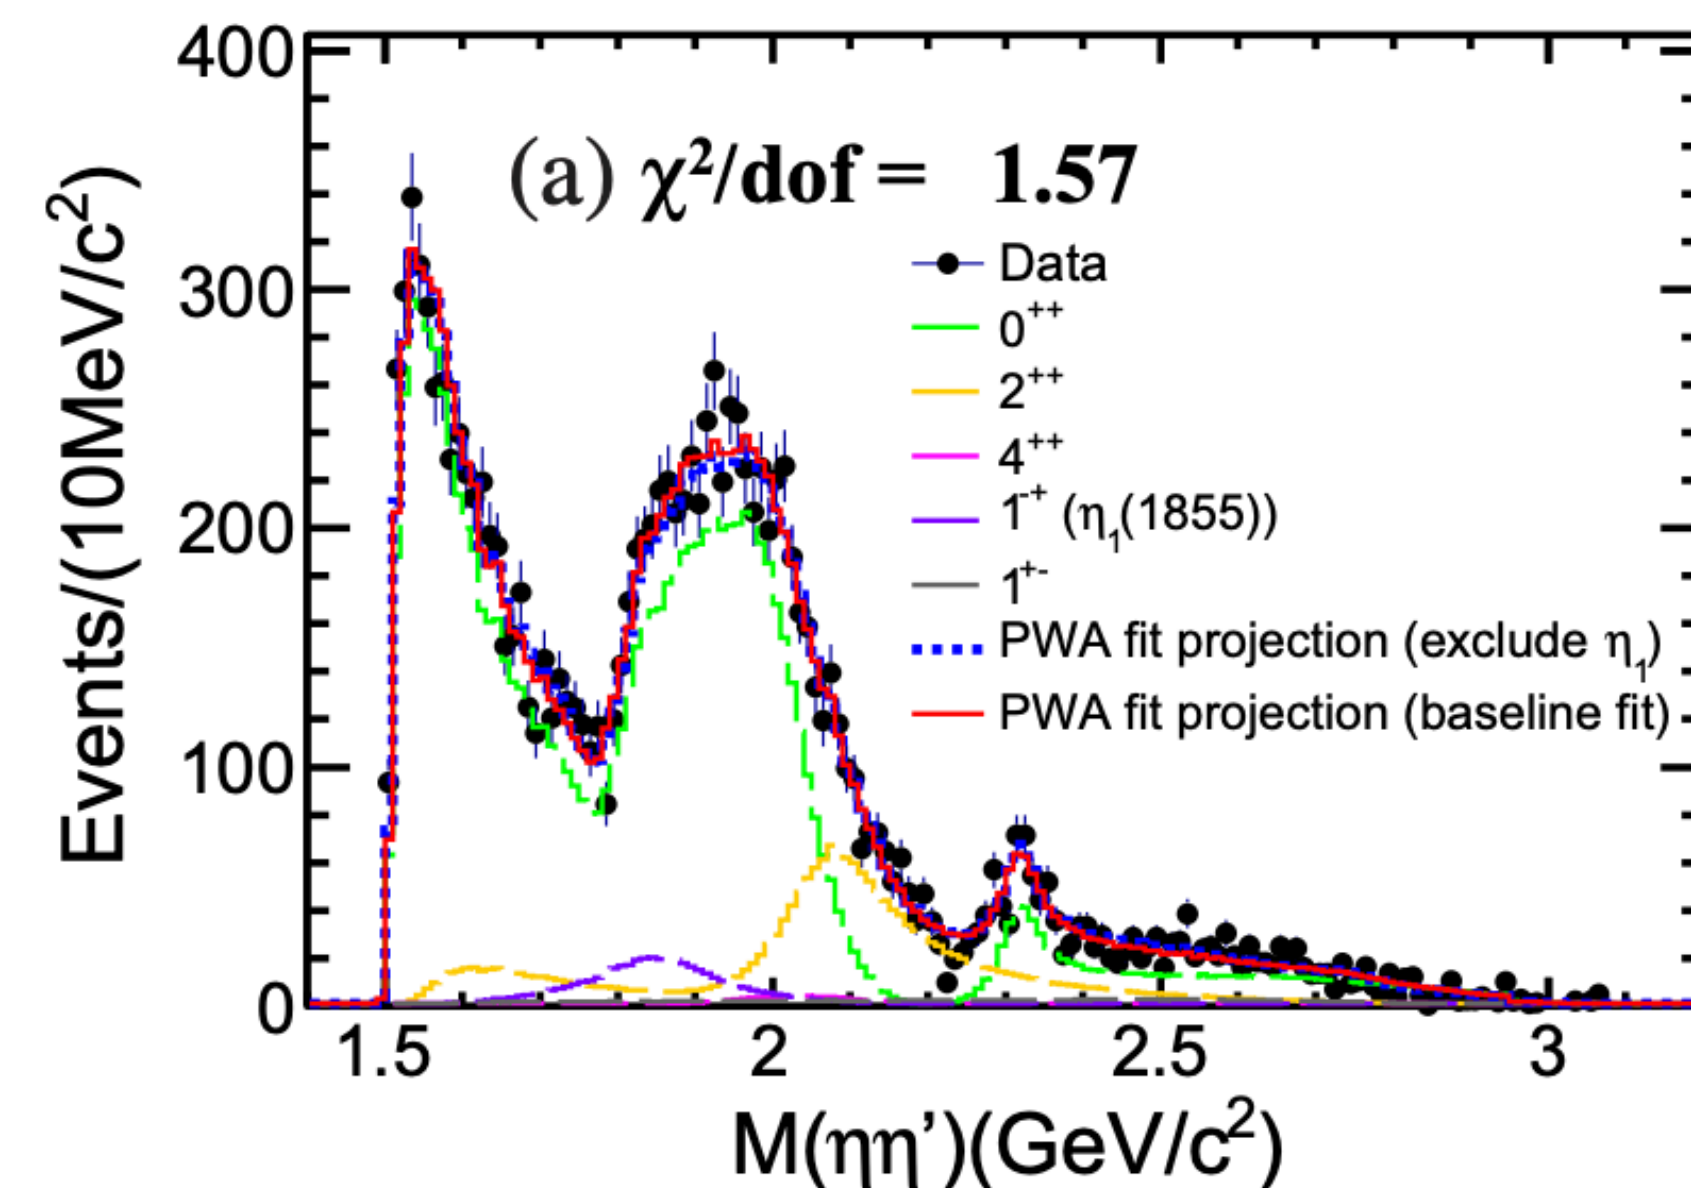 400
300
200
100
0
Events/(10MeV/c²)
(a) χ²/dof = 1.57
Data
0⁺⁺
2⁺⁺
4⁺⁺
1⁻⁺ (η₁(1855))
1⁺⁻
PWA fit projection (exclude η₁)
PWA fit projection (baseline fit)
1.5 2 2.5 3
M(ηη’)(GeV/c²)